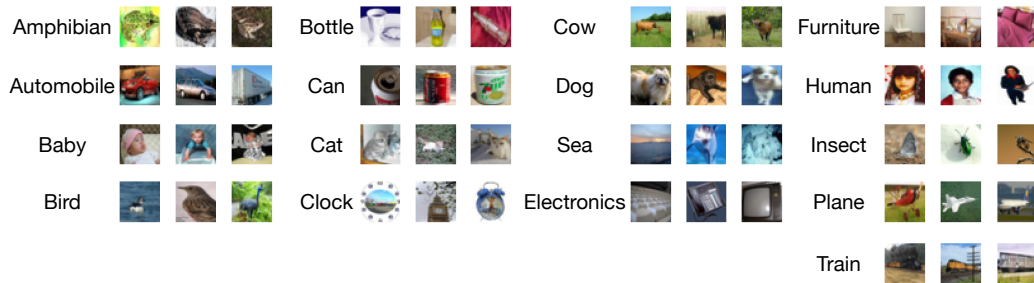 Amphibian Bottle Cow Furniture
Automobile Can Dog Human
Baby Cat Sea Insect
Bird Clock Electronics Plane
Train